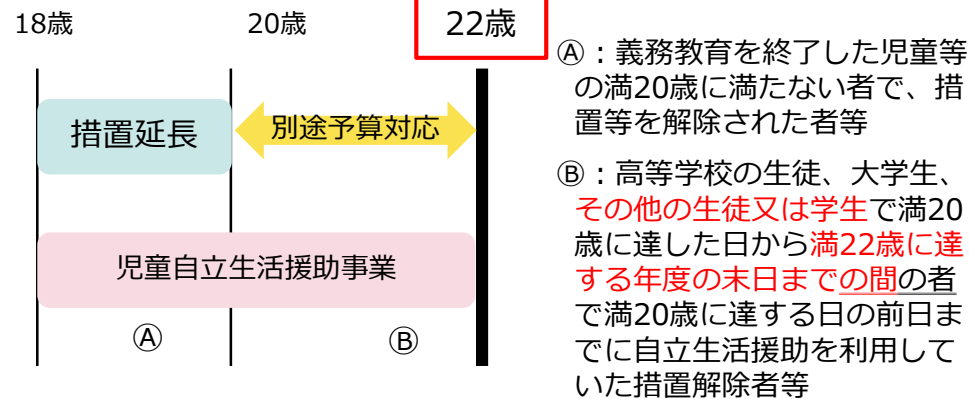 18歳
20歳
22歳
措置延長
別途予算対応
児童自立生活援助事業
Ⓐ
Ⓑ
Ⓐ：義務教育を終了した児童等
の満20歳に満たない者で、措
置等を解除された者等
Ⓑ：高等学校の生徒、大学生、
その他の生徒又は学生で満20
歳に達した日から満22歳に達
する年度の末日までの間の者
で満20歳に達する日の前日ま
でに自立生活援助を利用して
いた措置解除者等